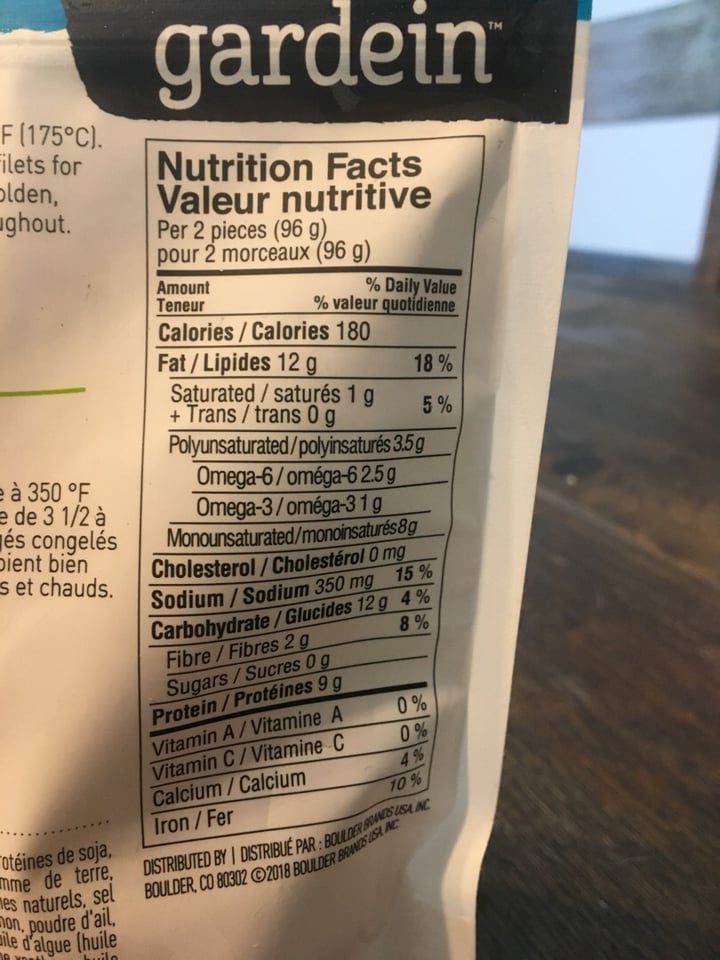 gardein™
F (175°C).
filets for
olden,
ughout.
Nutrition Facts
Valeur nutritive
Per 2 pieces (96 g)
pour 2 morceaux (96 g)
Amount % Daily Value
Teneur % valeur quotidienne
Calories / Calories 180
Fat / Lipides 12 g 18 %
Saturated / saturés 1 g
+ Trans / trans 0 g 5 %
Polyunsaturated / polyinsaturés 3.5 g
Omega-6 / oméga-6 2.5 g
Omega-3 / oméga-3 1 g
Monounsaturated / monoinsaturés 8 g
Cholesterol / Cholestérol 0 mg
Sodium / Sodium 350 mg 15 %
Carbohydrate / Glucides 12 g 4 %
Fibre / Fibres 2 g 8 %
Sugars / Sucres 0 g
Protein / Protéines 9 g
Vitamin A / Vitamine A 0 %
Vitamin C / Vitamine C 0 %
Calcium / Calcium 4 %
Iron / Fer 10 %
DISTRIBUTED BY | DISTRIBUÉ PAR : BOULDER BRANDS USA, INC.
BOULDER, CO 80302 ©2018 BOULDER BRANDS USA, INC
e à 350 °F
e de 3 1/2 à
gés congelés
oient bien
s et chauds.
rotéines de soja,
mme de terre,
es naturels, sel
non, poudre d'ail,
ile d'algue (huile